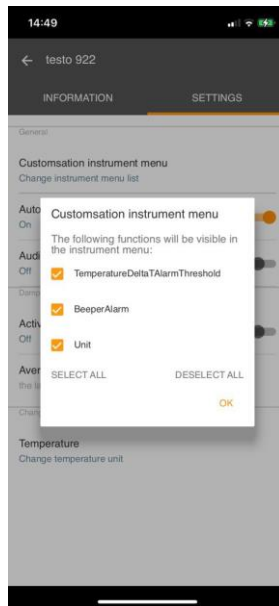 14:49
testo 922
INFORMATION
SETTINGS
General
Customsation instrument menu
Change instrument menu list
Auto
On
Audi
Off
Customsation instrument menu
The following functions will be visible in
the instrument menu:
TemperatureDeltaTAlarmThreshold
BeeperAlarm
Unit
SELECT ALL
DESELECT ALL
OK
Activ
Off
Aver
the la
Temperature
Change temperature unit